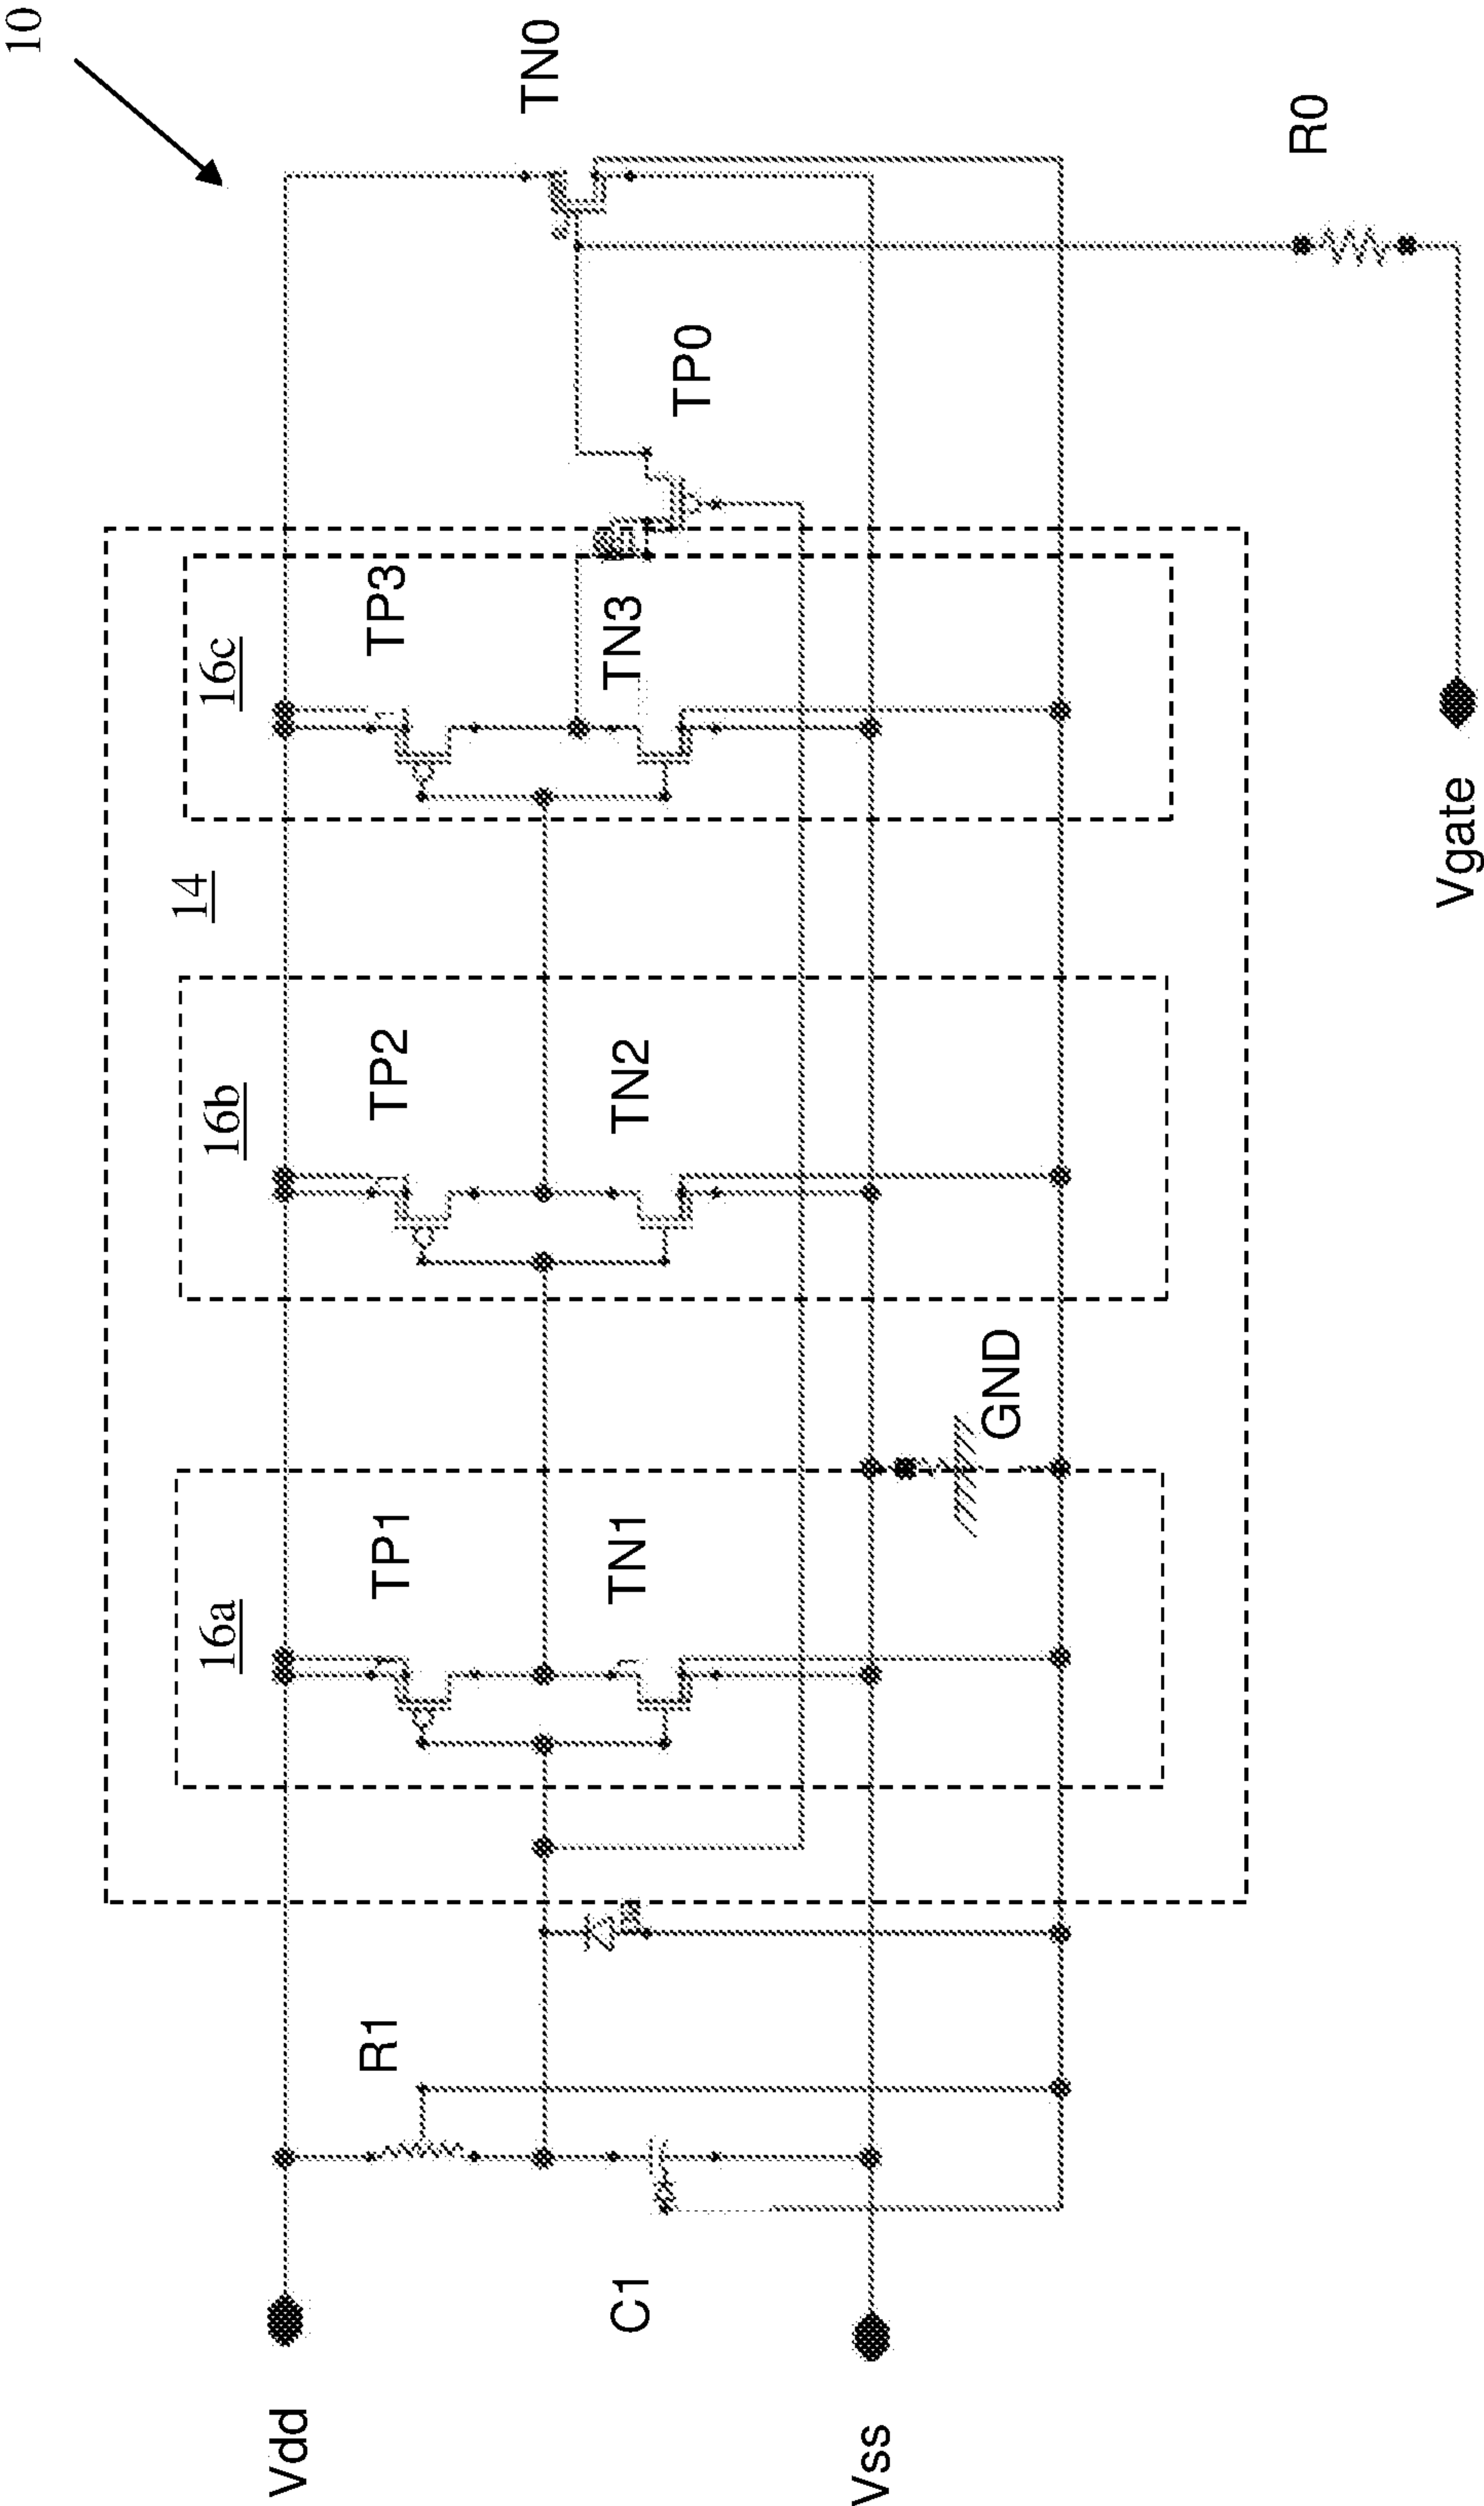 10
TN0
R0
TP0
16c
TP3
TN3
14
Vgate
16b
TP2
TN2
GND
16a
TP1
TN1
R1
C1
Vdd
Vss